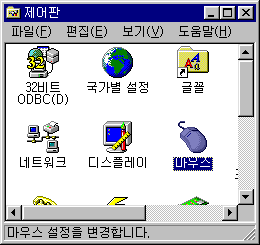 제어판
파일(F) 편집(E) 보기(V) 도움말(H)
32
32비트 ODBC(D)
국가별 설정
AA
글꼴
네트워크
디스플레이
마우스
마우스 설정을 변경합니다.